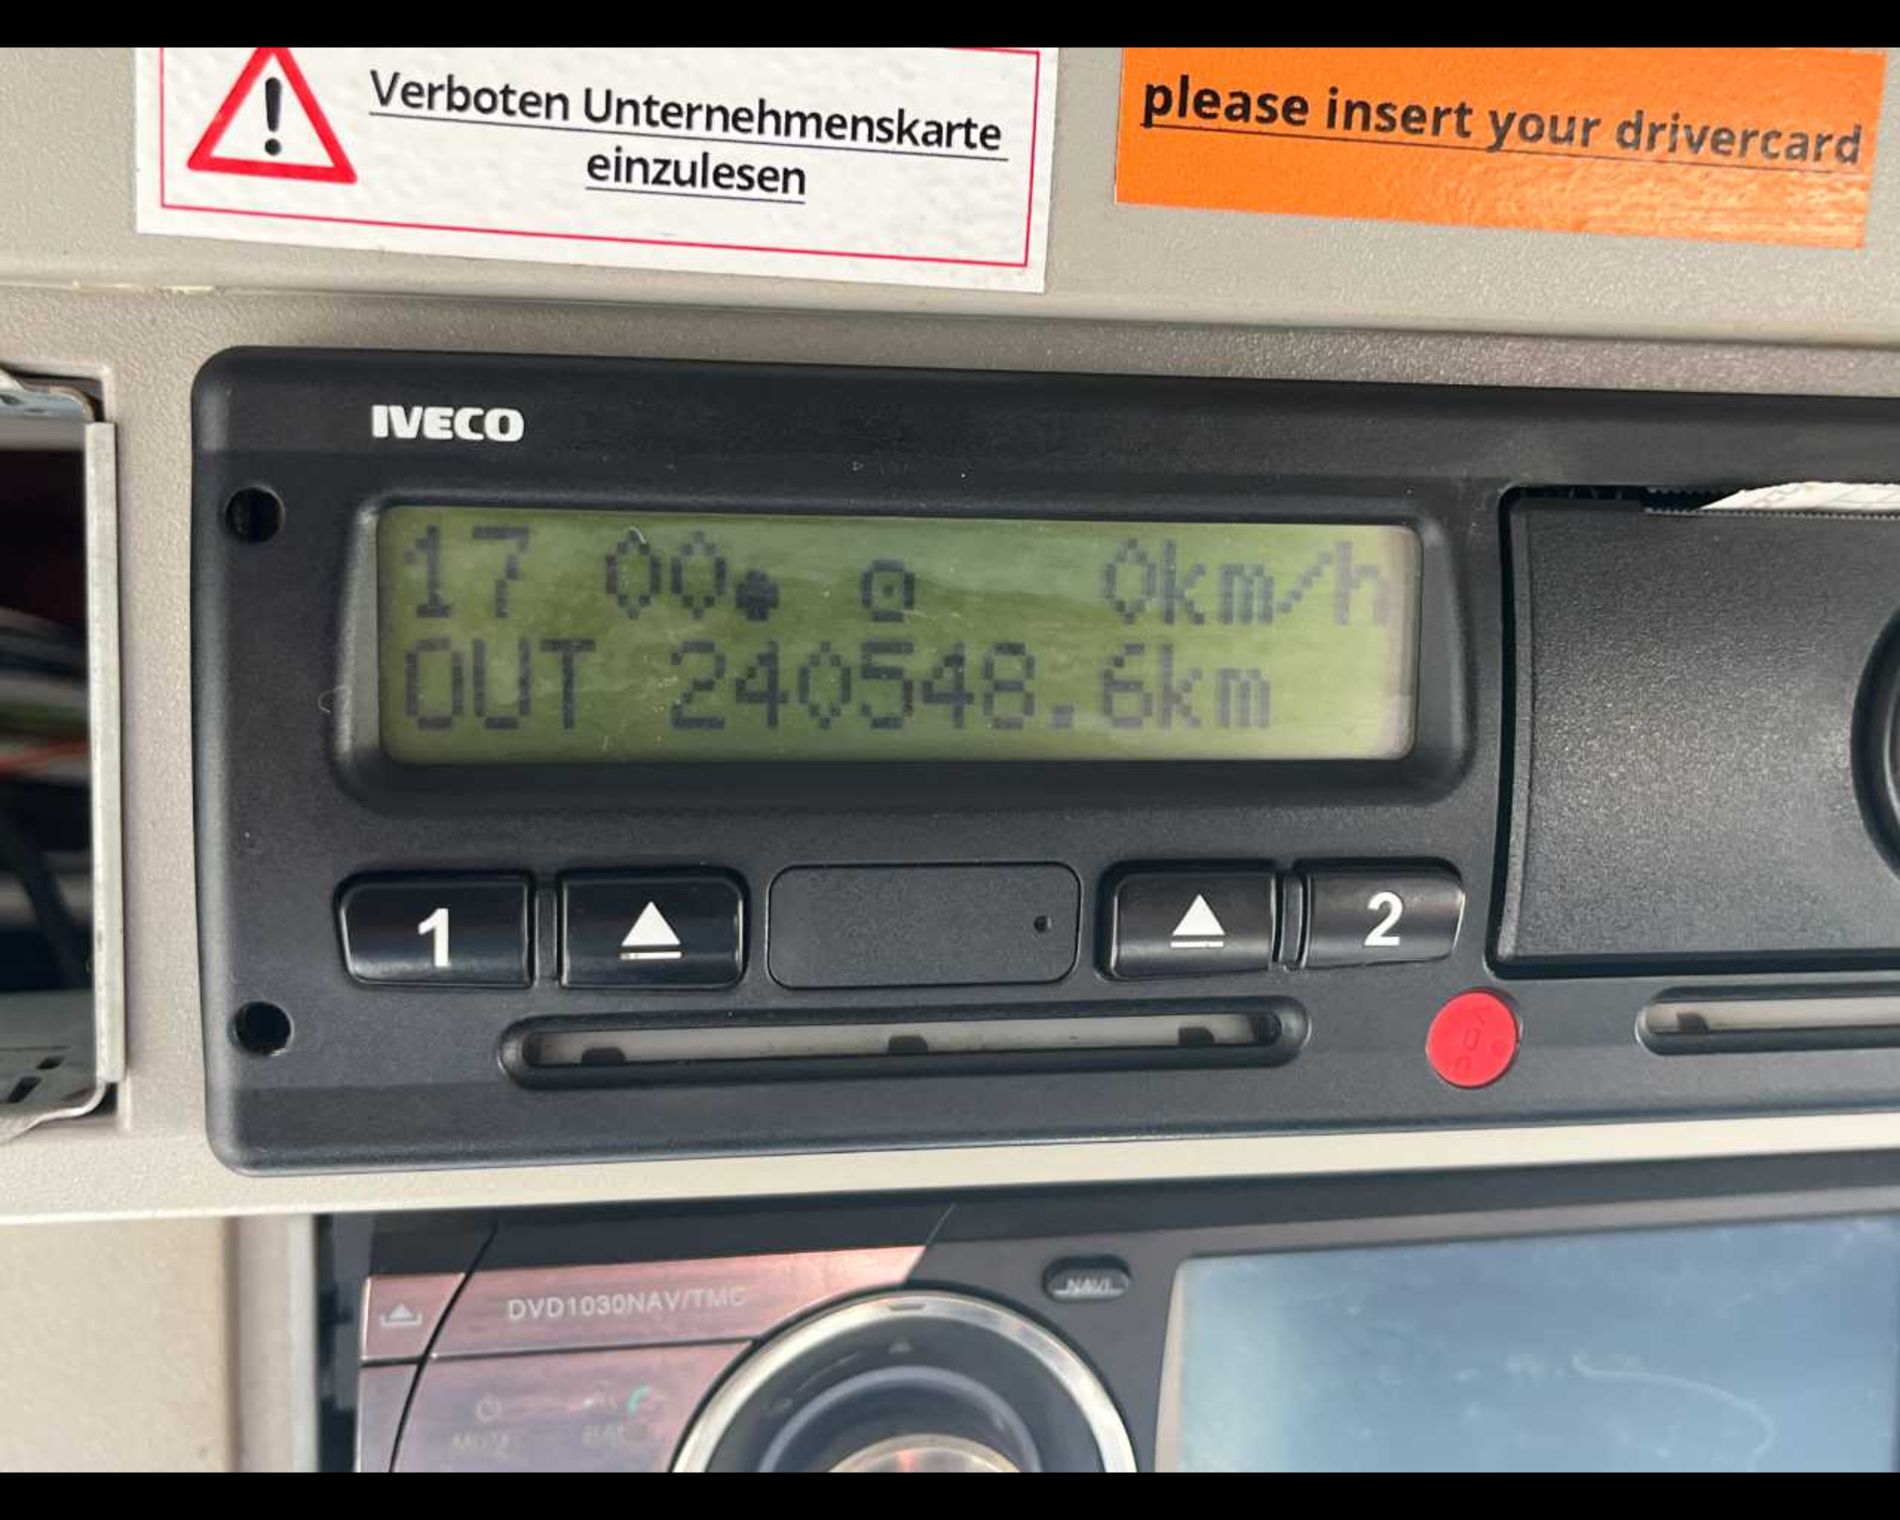 Verboten Unternehmenskarte
einzulesen
please insert your drivercard
IVECO
17 00 0km/h
OUT 240548.6km
1
2
VDO
NAVI
DVD1030NAV/TMC